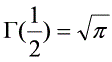 Γ(1/2) = √π